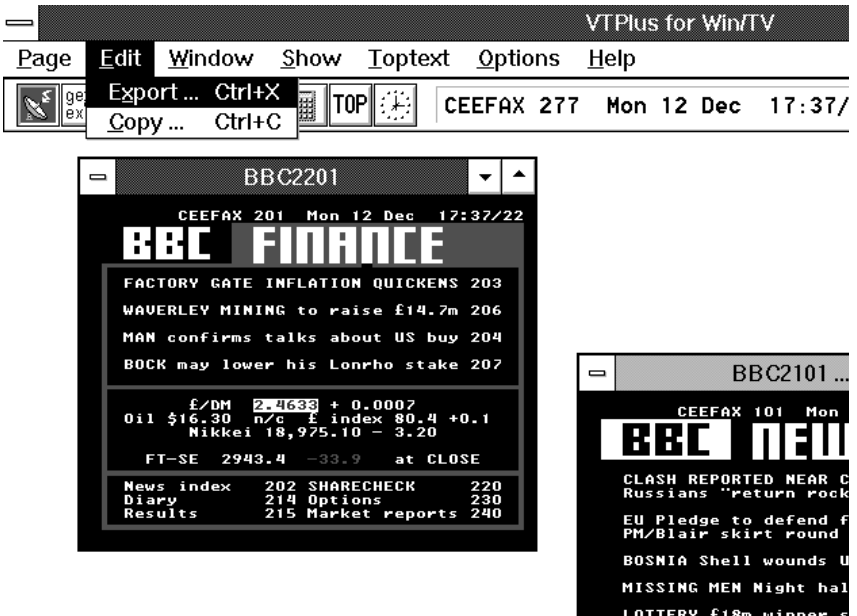 VTPlus for Win/TV
Page Edit Window Show Toptext Options Help
Export ... Ctrl+X
Copy ... Ctrl+C
ge
ex
TOP
CEEFAX 277 Mon 12 Dec 17:37/
BBC2201
CEEFAX 201 Mon 12 Dec 17:37/22
BBC FINANCE
FACTORY GATE INFLATION QUICKENS 203
WAVERLEY MINING to raise £14.7m 206
MAN confirms talks about US buy 204
BOCK may lower his Lonrho stake 207
£/DM 2.4633 + 0.0007
Oil $16.30 n/c £ index 80.4 +0.1
Nikkei 18,975.10 - 3.20
FT-SE 2943.4 -33.9 at CLOSE
News index 202 SHARECHECK 220
Diary 214 Options 230
Results 215 Market reports 240
BBC2101 ...
CEEFAX 101 Mon
BBC NEW
CLASH REPORTED NEAR C
Russians "return rock
EU Pledge to defend f
PM/Blair skirt round
BOSNIA Shell wounds U
MISSING MEN Night hal
LOTTERY £18m winner s